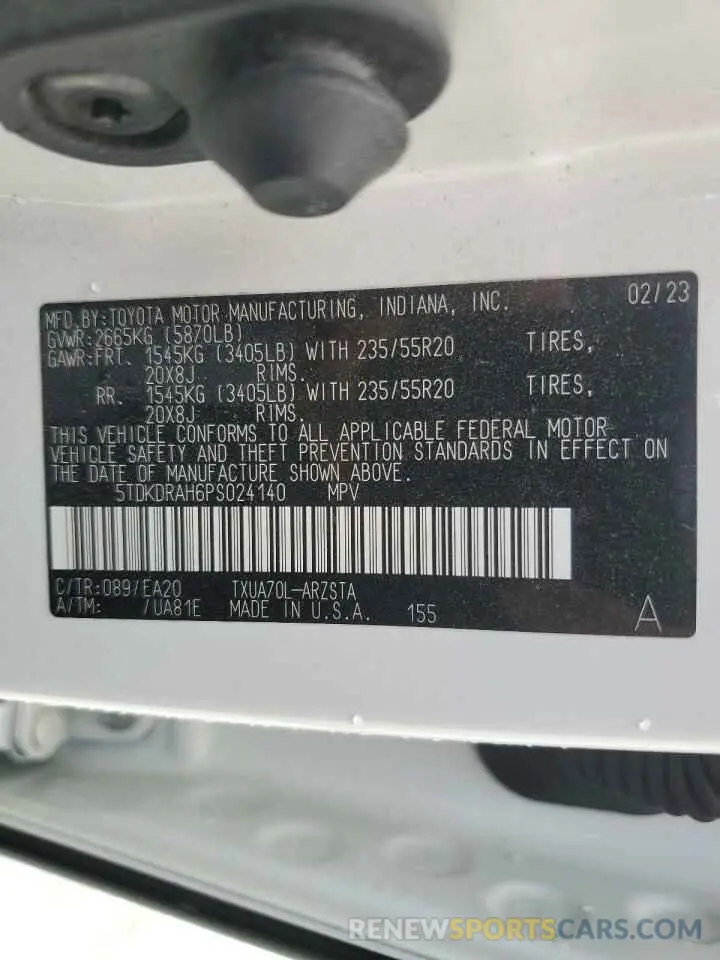 MFD. BY: TOYOTA MOTOR MANUFACTURING, INDIANA, INC. 02/23
GVWR: 2665KG (5870LB)
GAWR: FRT. 1545KG (3405LB) WITH 235/55R20 TIRES,
20X8J RIMS.
RR. 1545KG (3405LB) WITH 235/55R20 TIRES,
20X8J RIMS.
THIS VEHICLE CONFORMS TO ALL APPLICABLE FEDERAL MOTOR
VEHICLE SAFETY AND THEFT PREVENTION STANDARDS IN EFFECT ON
THE DATE OF MANUFACTURE SHOWN ABOVE.
5TDKDRAH6PS024140 MPV
C/TR: 089/EA20 TXUA70L-ARZSTA
A/TM: /UA81E MADE IN U.S.A. 155 A
RENEWSPORTSCARS.COM